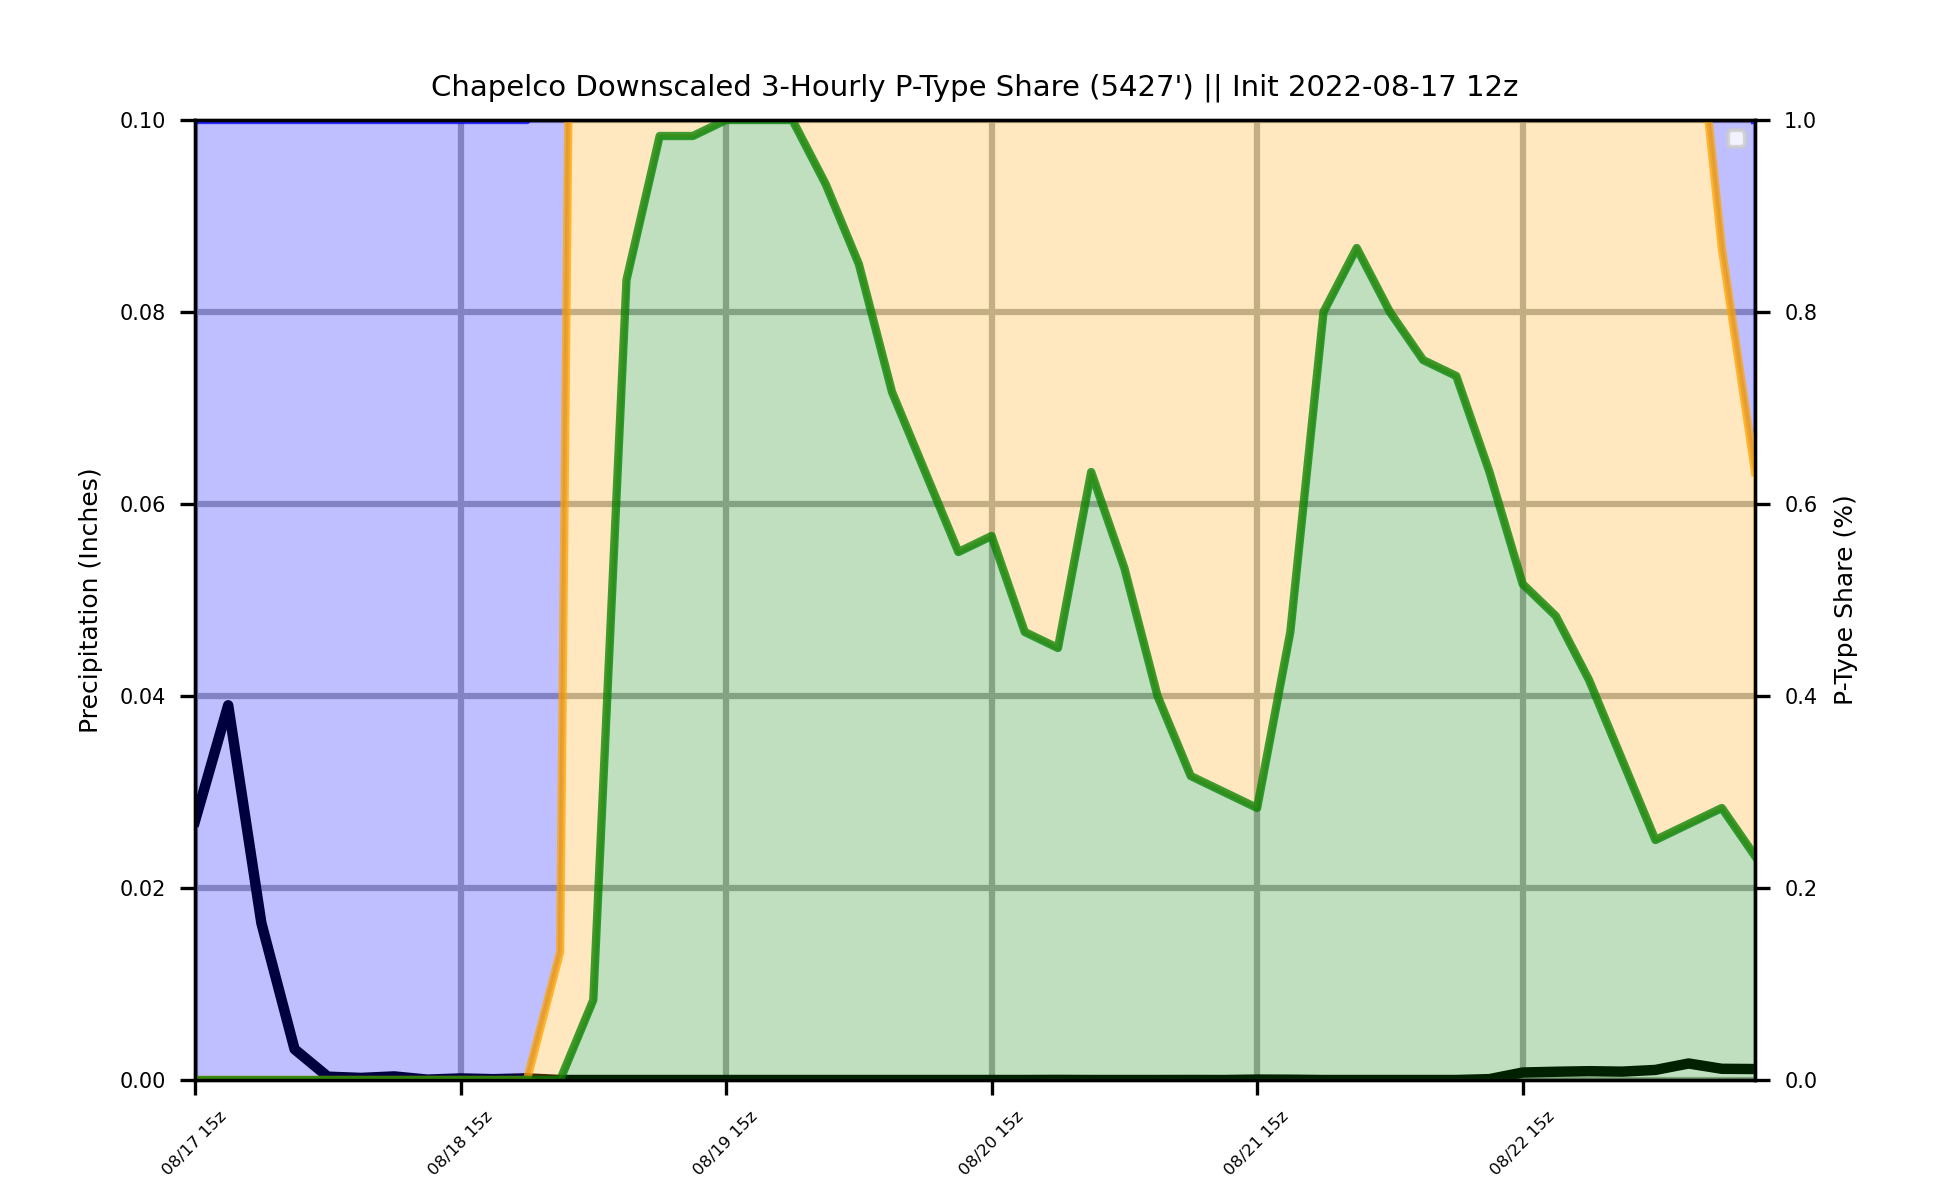 Chapelco Downscaled 3-Hourly P-Type Share (5427') || Init 2022-08-17 12z
0.10
0.08
0.06
0.04
0.02
0.00
Precipitation (Inches)
1.0
0.8
0.6
0.4
0.2
0.0
P-Type Share (%)
08/17 15z
08/18 15z
08/19 15z
08/20 15z
08/21 15z
08/22 15z